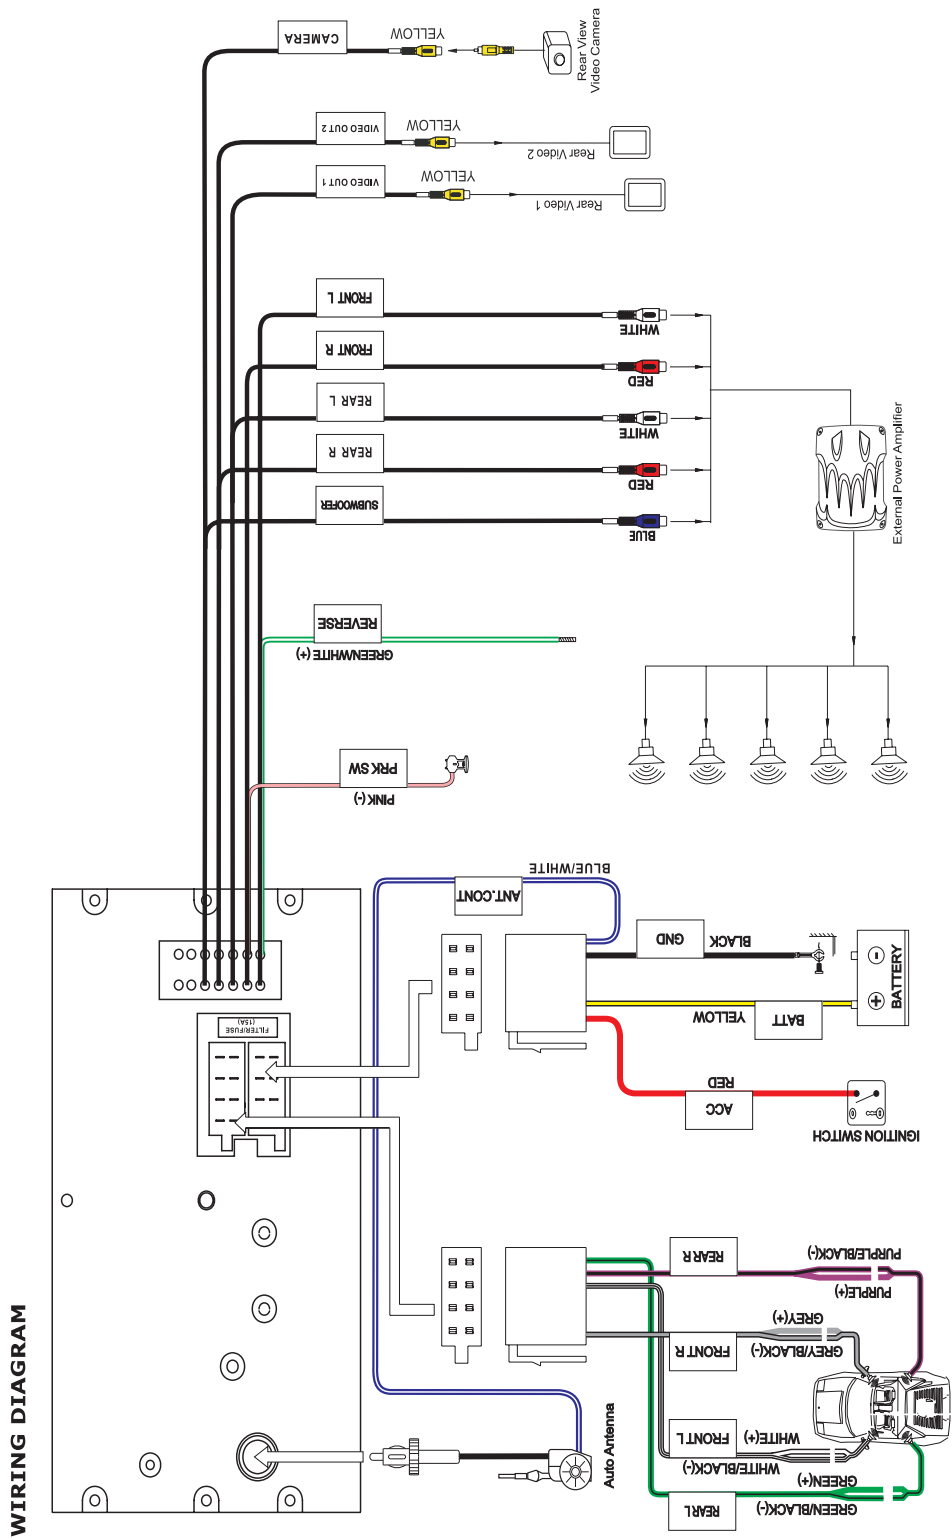 WIRING DIAGRAM
CAMERA
YELLOW
Rear View
Video Camera
VIDEO OUT 2
YELLOW
Rear Video 2
VIDEO OUT 1
YELLOW
Rear Video 1
FRONT L
WHITE
FRONT R
RED
REAR L
WHITE
REAR R
RED
SUBWOOFER
BLUE
External Power Amplifier
REVERSE
GREEN/WHITE (+)
PRK SW
PINK (-)
FILTER/FUSE
(15A)
ANT.CONT
BLUE/WHITE
GND
BLACK
BATT
YELLOW
BATTERY
ACC
RED
IGNITION SWITCH
REAR R
PURPLE/BLACK(-)
PURPLE(+)
FRONT R
GREY(+)
GREY/BLACK(-)
FRONT L
WHITE(+)
WHITE/BLACK(-)
REAR L
GREEN(+)
GREEN/BLACK(-)
Auto Antenna